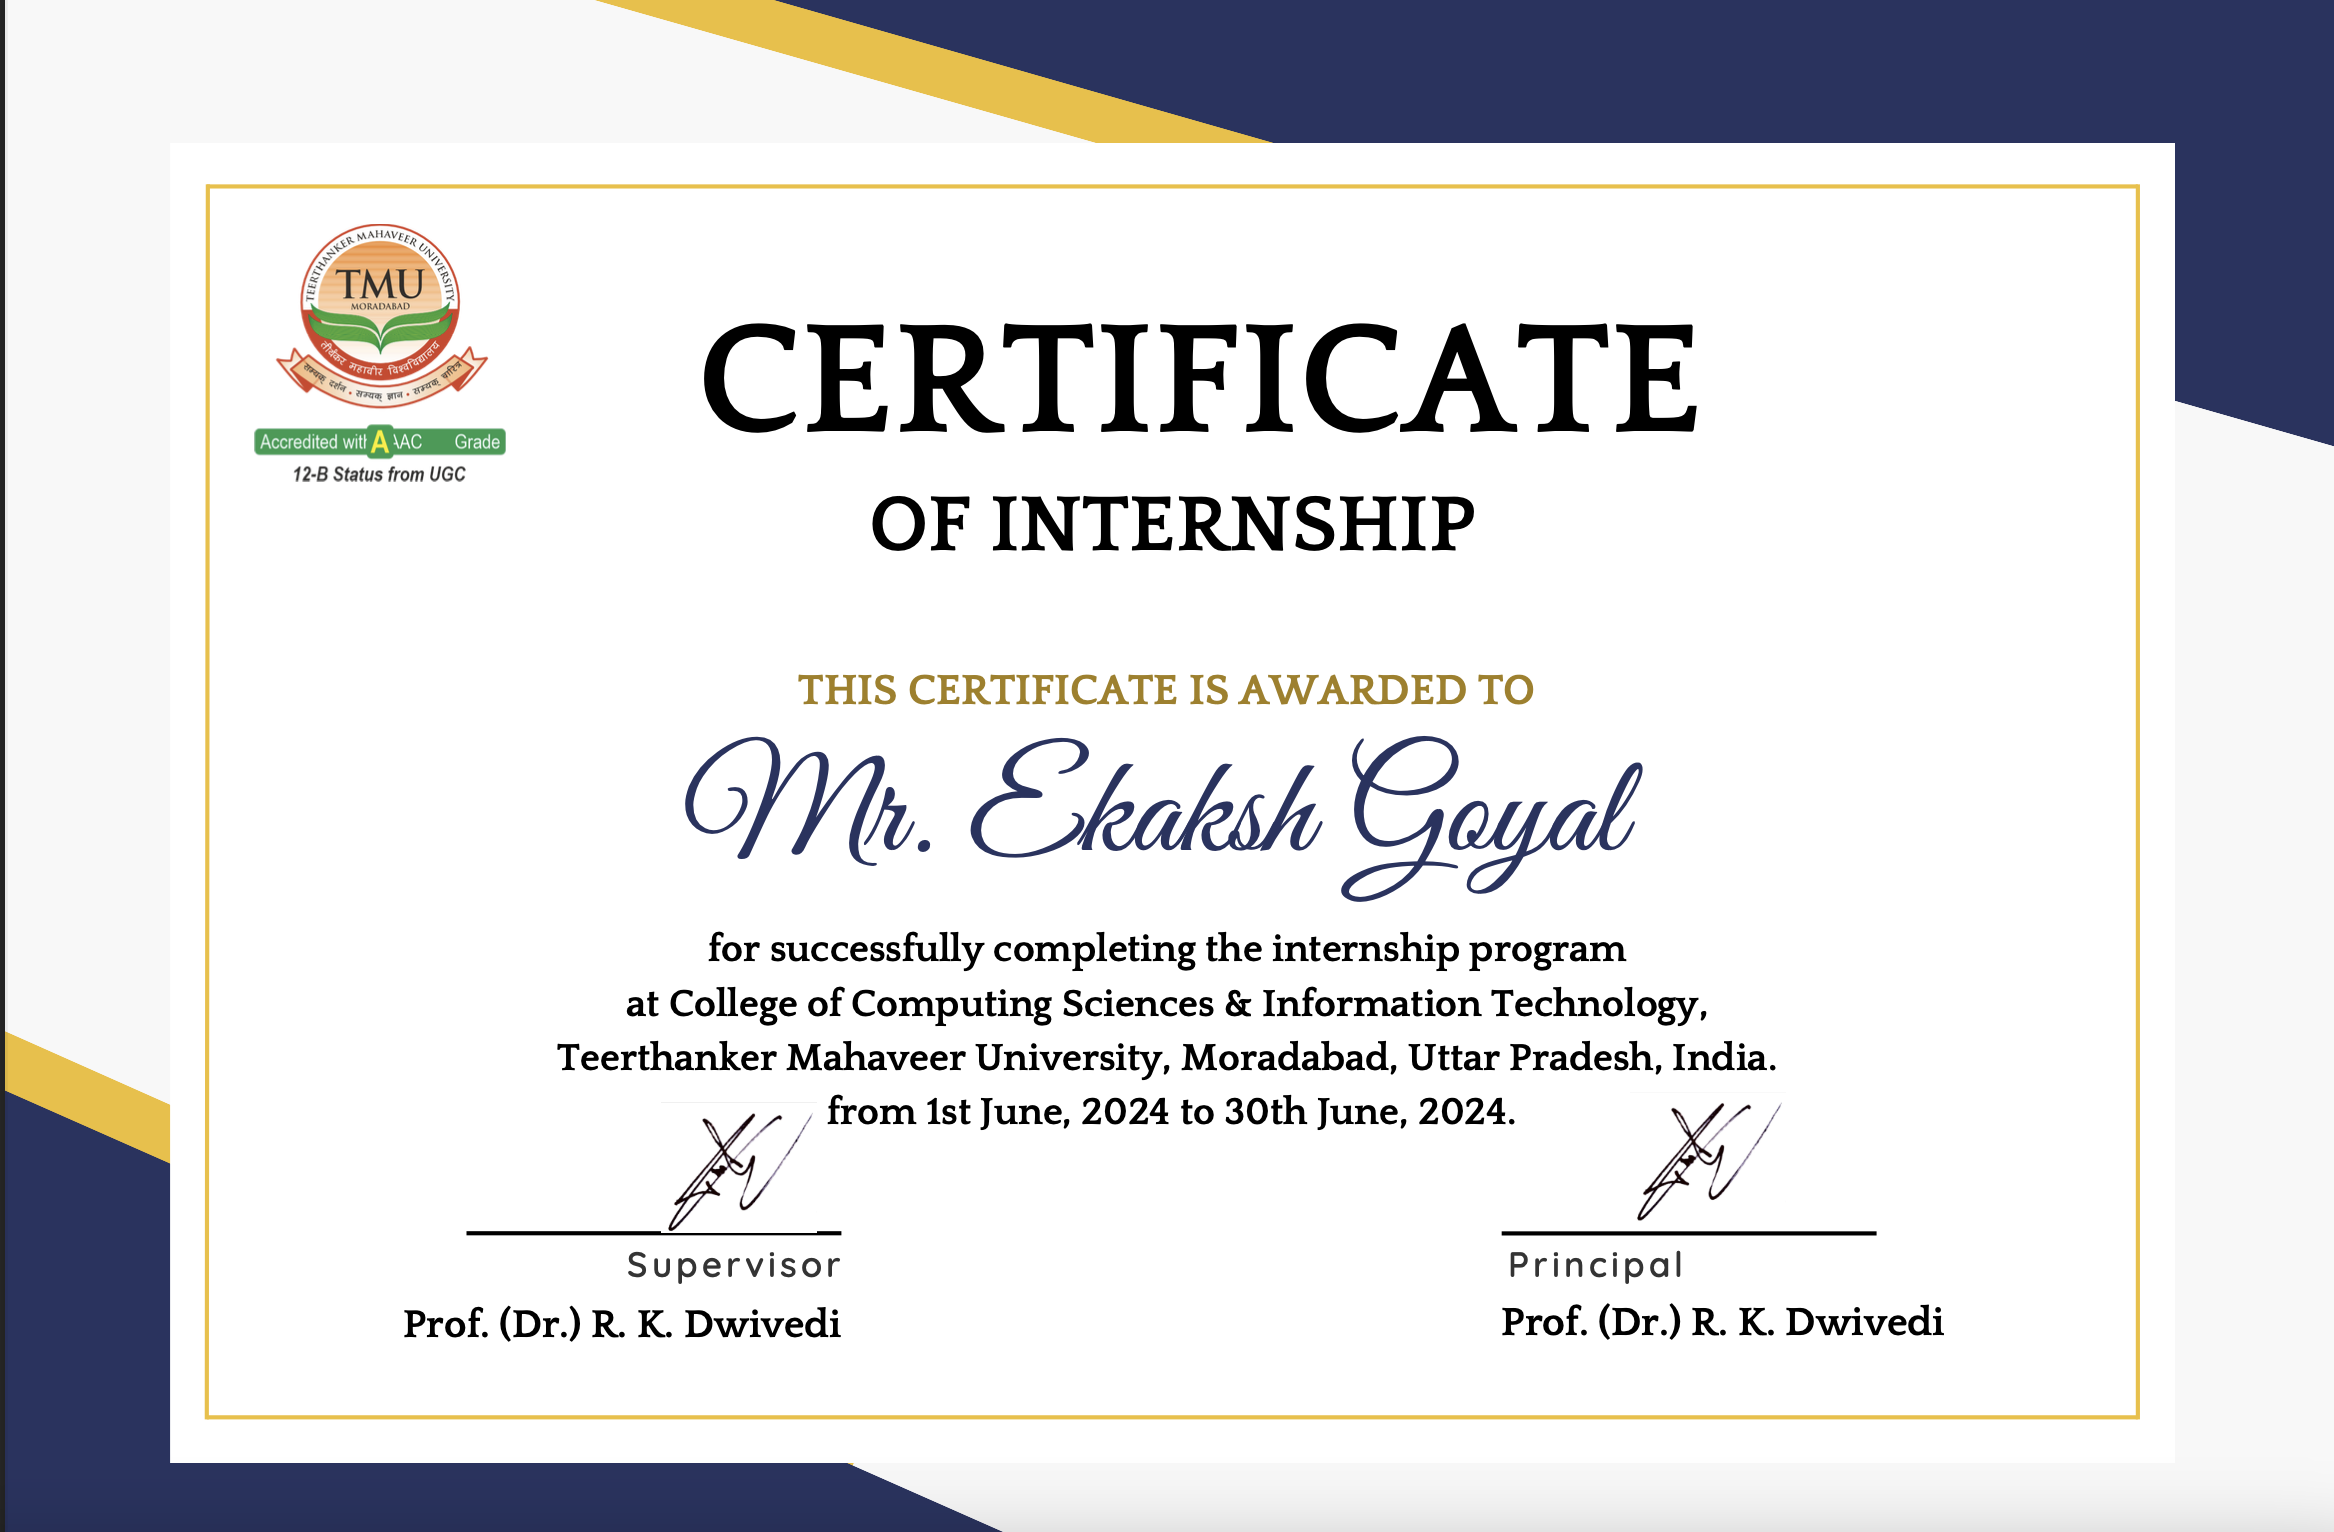 TEERTHANKER MAHAVEER UNIVERSITY
TMU
MORADABAD
तीर्थंकर महावीर विश्वविद्यालय
सम्यक् दर्शन • सम्यक् ज्ञान • सम्यक् चारित्र
Accredited with A AAC Grade
12-B Status from UGC
CERTIFICATE
OF INTERNSHIP
THIS CERTIFICATE IS AWARDED TO
Mr. Ekaksh Goyal
for successfully completing the internship program
at College of Computing Sciences & Information Technology,
Teerthanker Mahaveer University, Moradabad, Uttar Pradesh, India.
from 1st June, 2024 to 30th June, 2024.
Supervisor
Prof. (Dr.) R. K. Dwivedi
Principal
Prof. (Dr.) R. K. Dwivedi